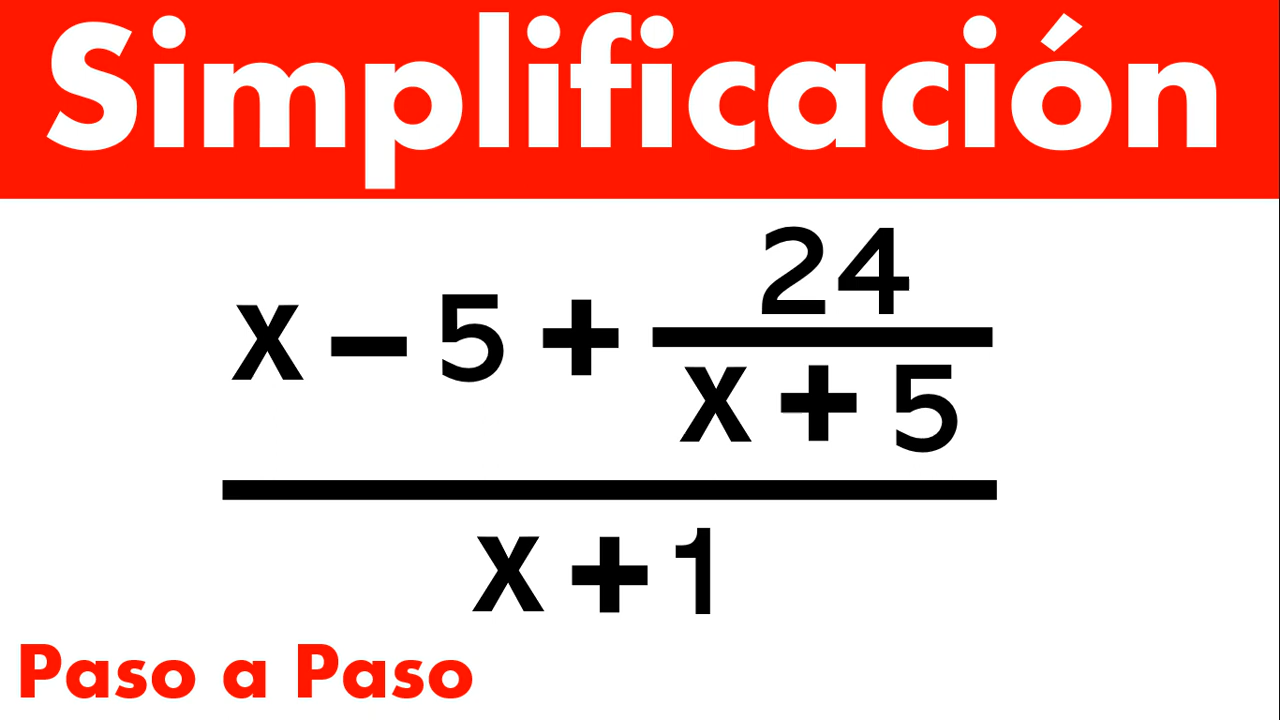 Simplificación
24
x - 5 +
x + 5
x + 1
Paso a Paso